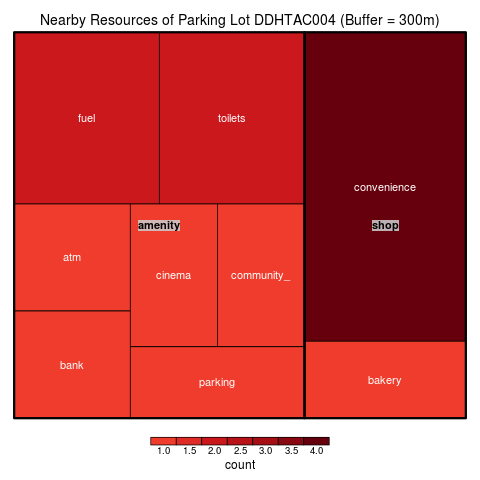 Nearby Resources of Parking Lot DDHTAC004 (Buffer = 300m)
fuel
toilets
convenience
amenity
shop
atm
cinema
community_
bank
parking
bakery
1.0 1.5 2.0 2.5 3.0 3.5 4.0
count